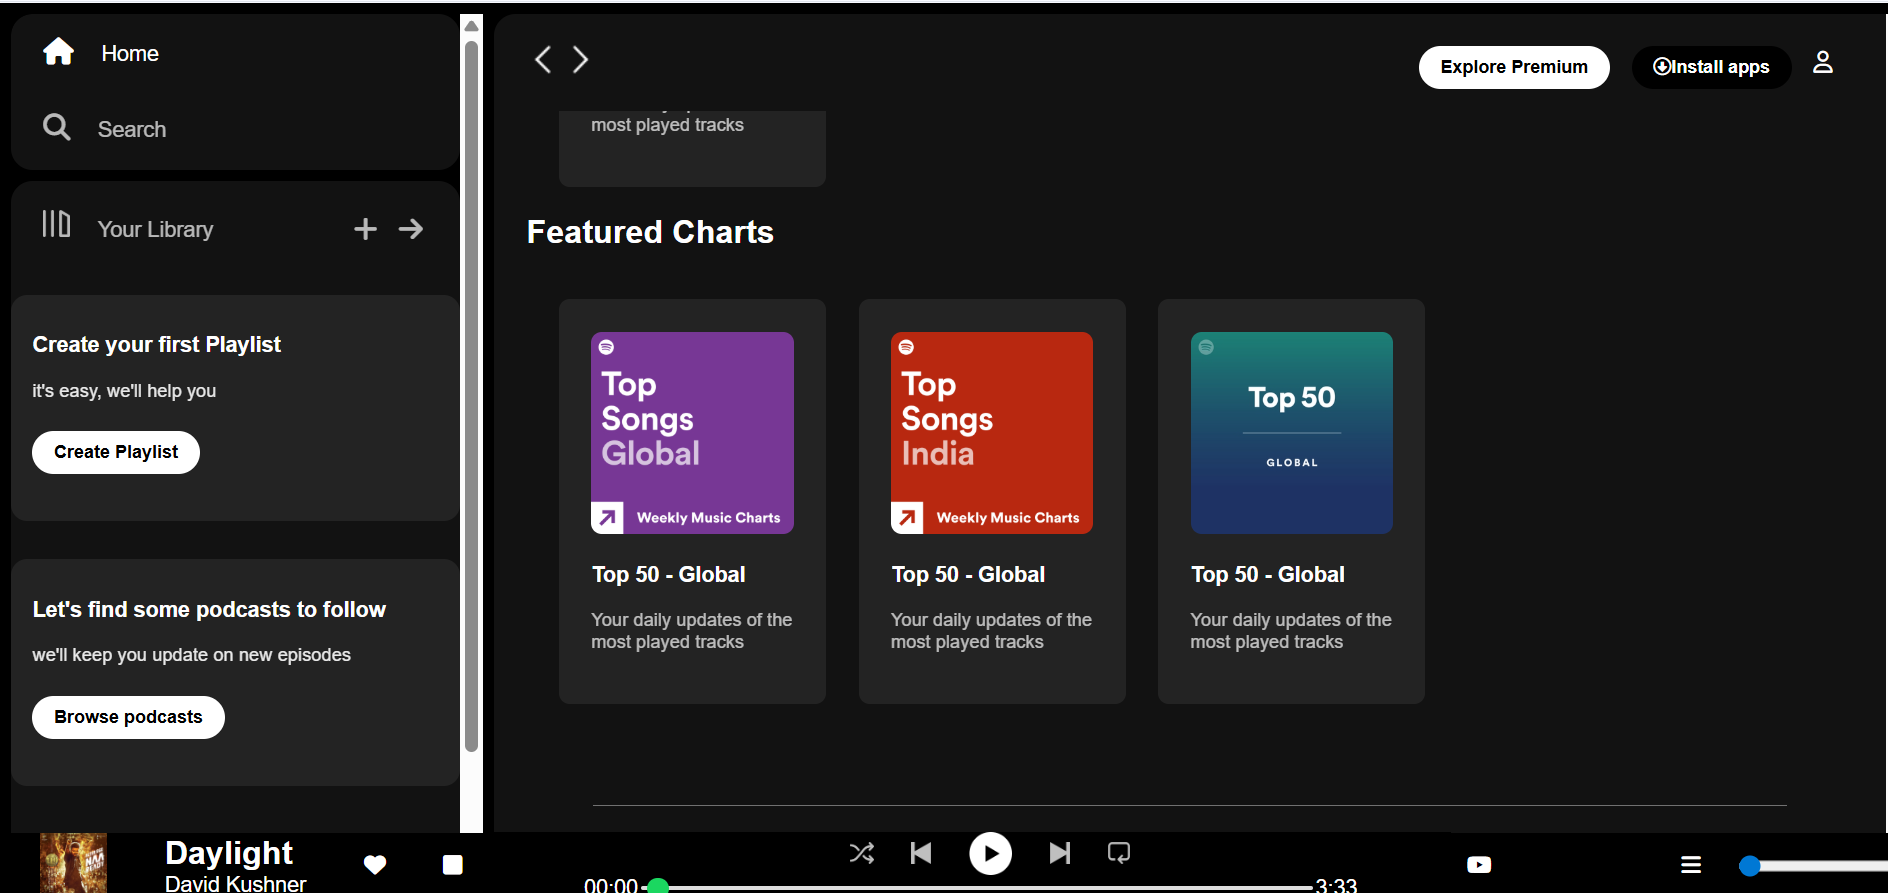 Home
Search
Your Library
Create your first Playlist
it's easy, we'll help you
Create Playlist
Let's find some podcasts to follow
we'll keep you update on new episodes
Browse podcasts
Explore Premium
Install apps
most played tracks
Featured Charts
Top
Songs
Global
Weekly Music Charts
Top 50 - Global
Your daily updates of the
most played tracks
Top
Songs
India
Weekly Music Charts
Top 50 - Global
Your daily updates of the
most played tracks
Top 50
GLOBAL
Top 50 - Global
Your daily updates of the
most played tracks
Daylight
David Kushner
00:00
3:33